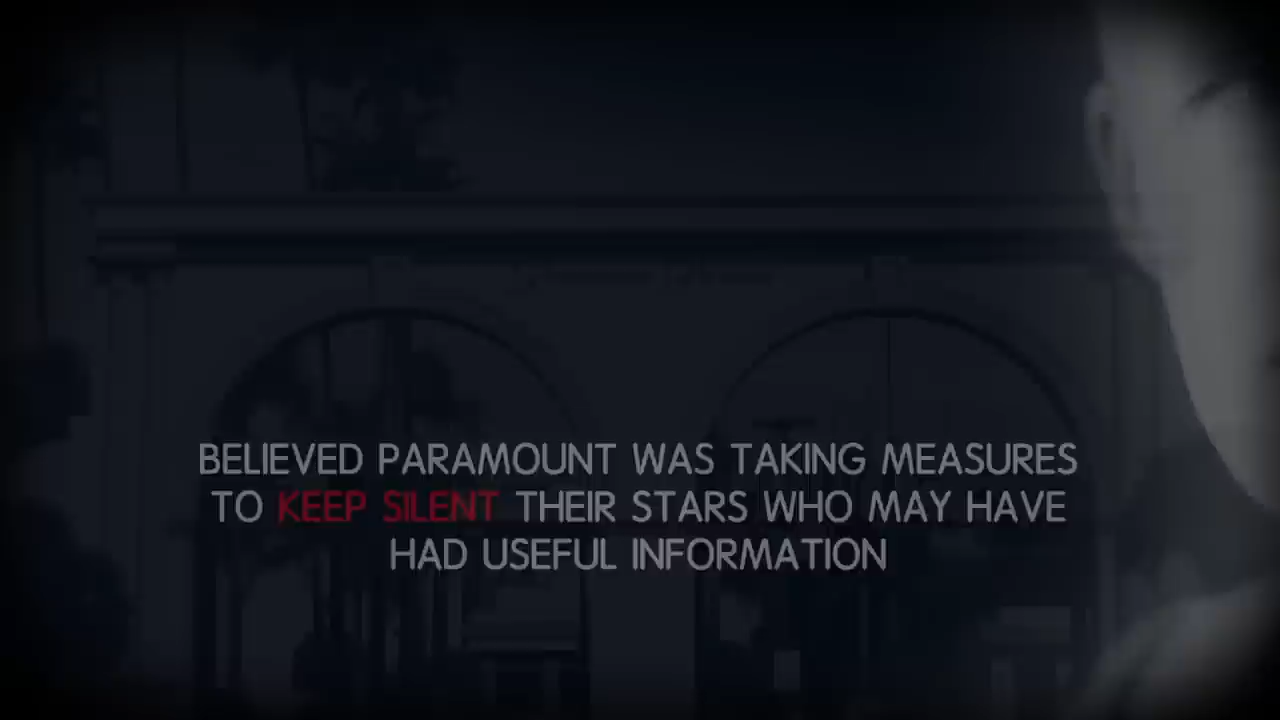 BELIEVED PARAMOUNT WAS TAKING MEASURES
TO KEEP SILENT THEIR STARS WHO MAY HAVE
HAD USEFUL INFORMATION